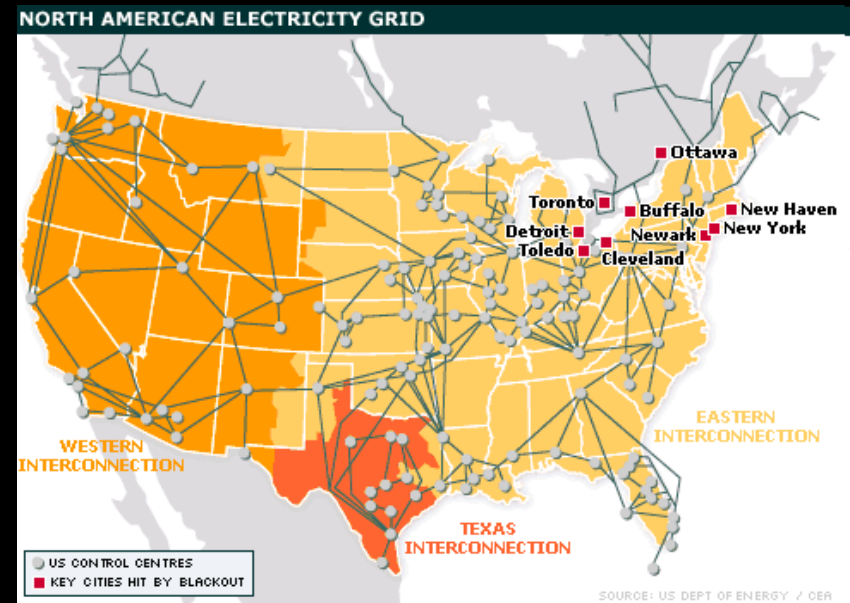 NORTH AMERICAN ELECTRICITY GRID
Ottawa
Toronto
Buffalo
New Haven
Detroit
Newark
New York
Toledo
Cleveland
EASTERN
INTERCONNECTION
WESTERN
INTERCONNECTION
TEXAS
INTERCONNECTION
US CONTROL CENTRES
KEY CITIES HIT BY BLACKOUT
SOURCE: US DEPT OF ENERGY / CEA